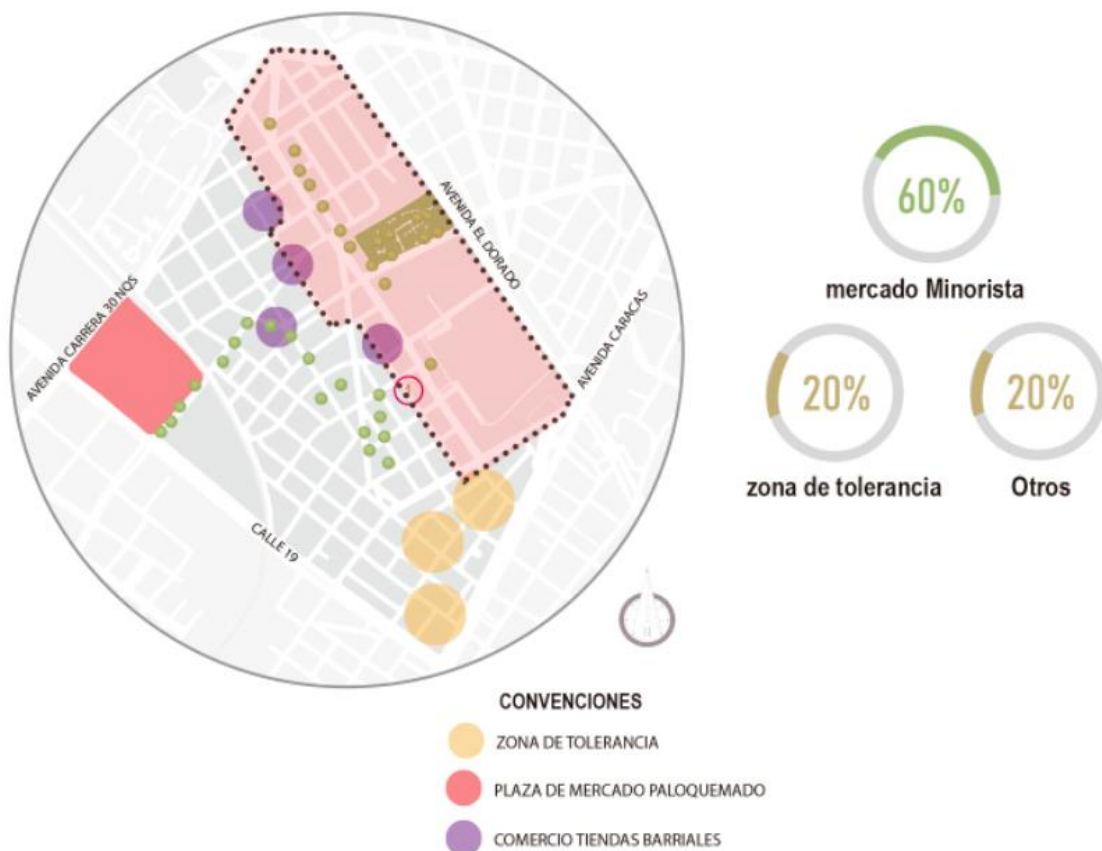 AVENIDA EL DORADO
AVENIDA CARACAS
AVENIDA CARRERA 30 NQS
CALLE 19
60%
mercado Minorista
20%
zona de tolerancia
20%
Otros
CONVENCIONES
ZONA DE TOLERANCIA
PLAZA DE MERCADO PALOQUEMADO
COMERCIO TIENDAS BARRIALES